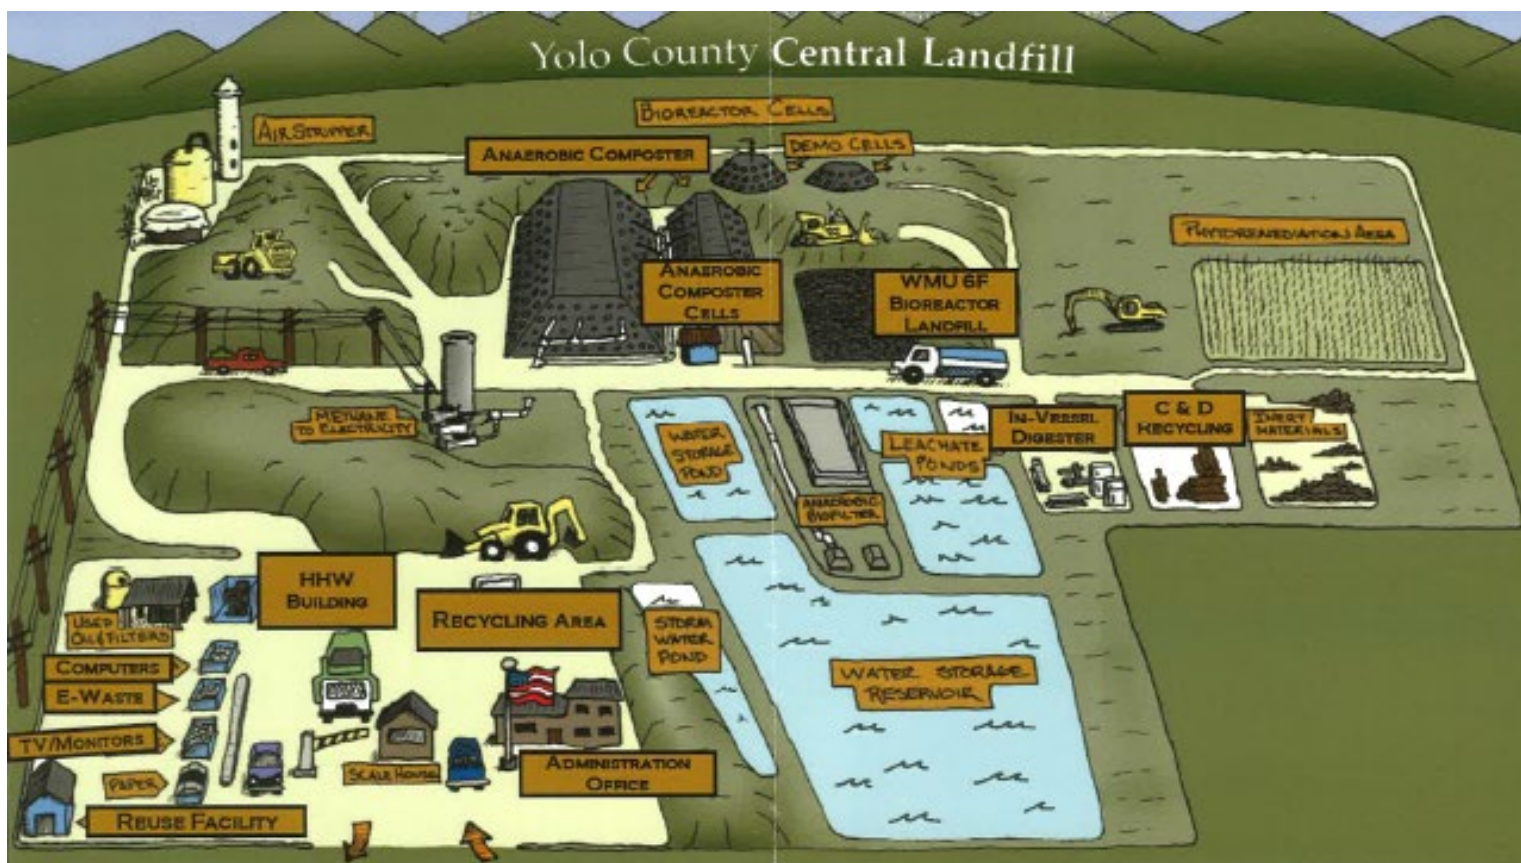 Yolo County Central Landfill
BIOREACTOR CELLS
AIR STRIPPER
DEMO CELLS
ANAEROBIC COMPOSTER
PHYTOREMEDIATION AREA
ANAEROBIC
COMPOSTER
CELLS
WMU 6F
BIOREACTOR
LANDFILL
METHANE
TO ELECTRICITY
WATER
STORAGE
POND
LEACHATE
PONDS
IN-VESSEL
DIGESTER
C & D
RECYCLING
INERT
MATERIALS
ANAEROBIC
BIOFILTER
HHW
BUILDING
RECYCLING AREA
USED
OIL & FILTERS
STORM
WATER
POND
COMPUTERS
E-WASTE
WATER STORAGE
RESERVOIR
TV/MONITORS
PAPER
SCALE HOUSE
ADMINISTRATION
OFFICE
REUSE FACILITY